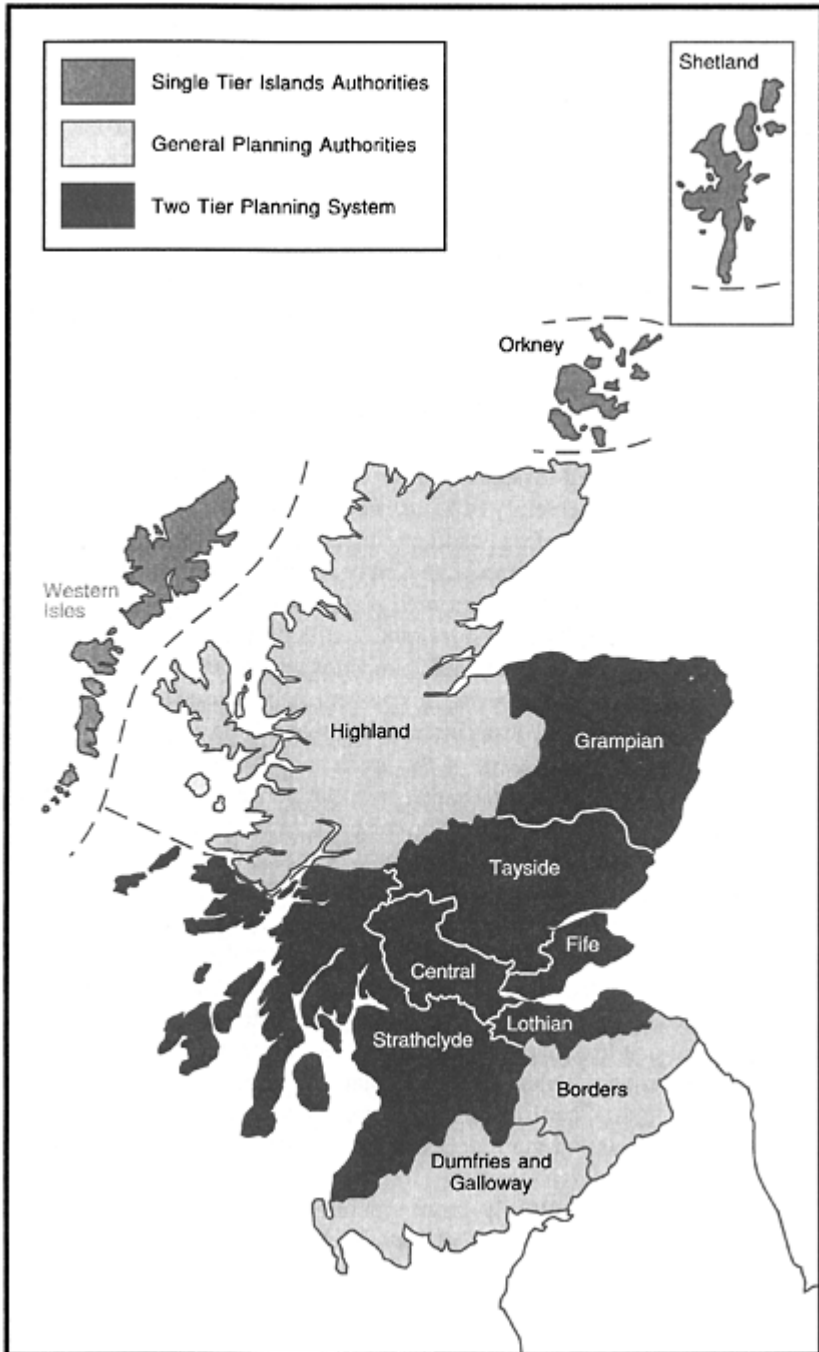 Single Tier Islands Authorities
General Planning Authorities
Two Tier Planning System
Shetland
Orkney
Western
Isles
Highland
Grampian
Tayside
Fife
Central
Lothian
Strathclyde
Borders
Dumfries and
Galloway